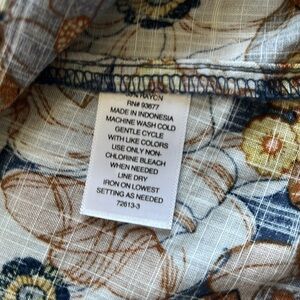 RAYON
RN# 93677
MADE IN INDONESIA
MACHINE WASH COLD
GENTLE CYCLE
WITH LIKE COLORS
USE ONLY NON
CHLORINE BLEACH
WHEN NEEDED
LINE DRY
IRON ON LOWEST
SETTING AS NEEDED
72613-3